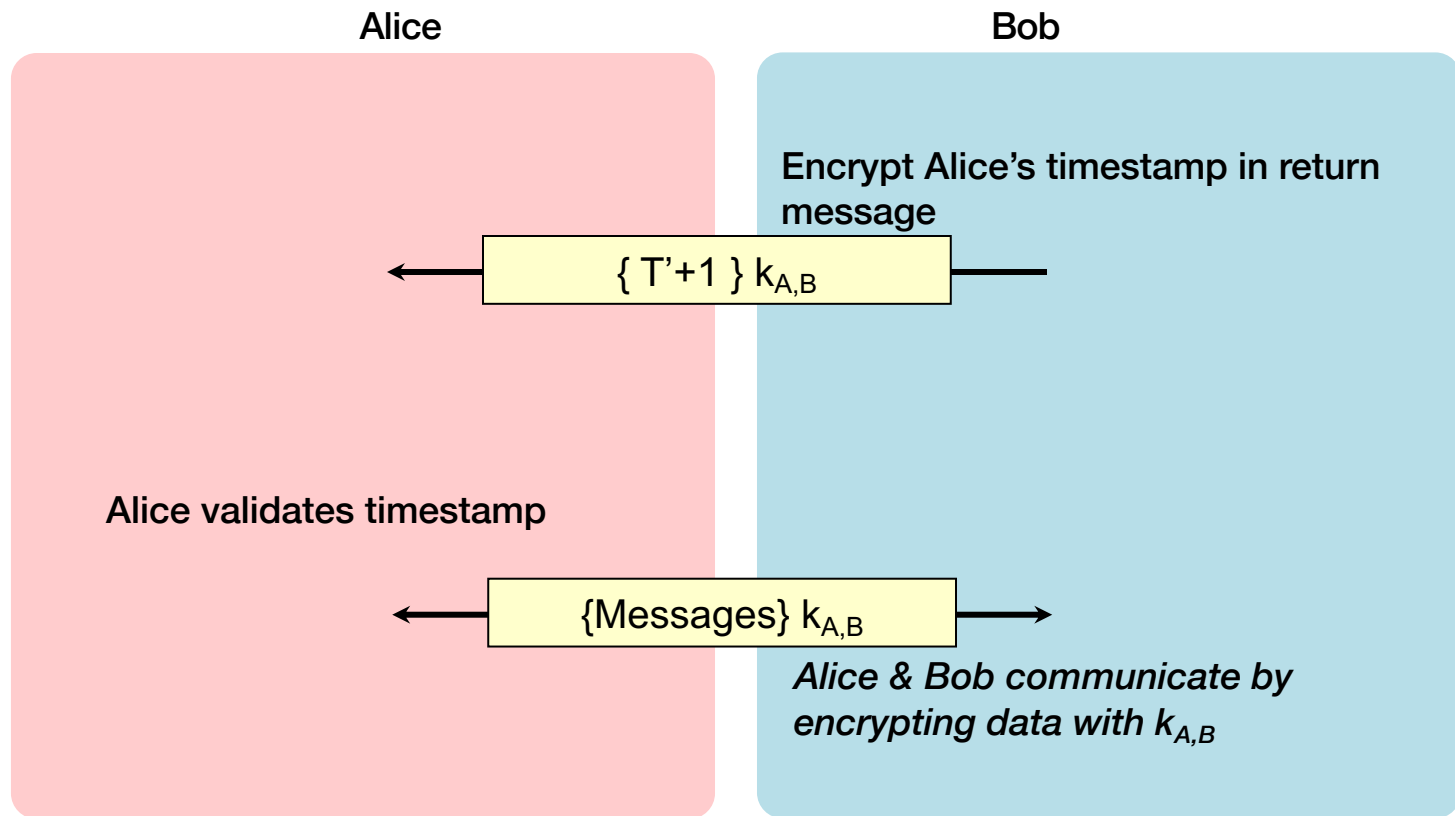 Alice
Bob
Encrypt Alice’s timestamp in return
message
{ T’+1 } kA,B
Alice validates timestamp
{Messages} kA,B
Alice & Bob communicate by
encrypting data with kA,B